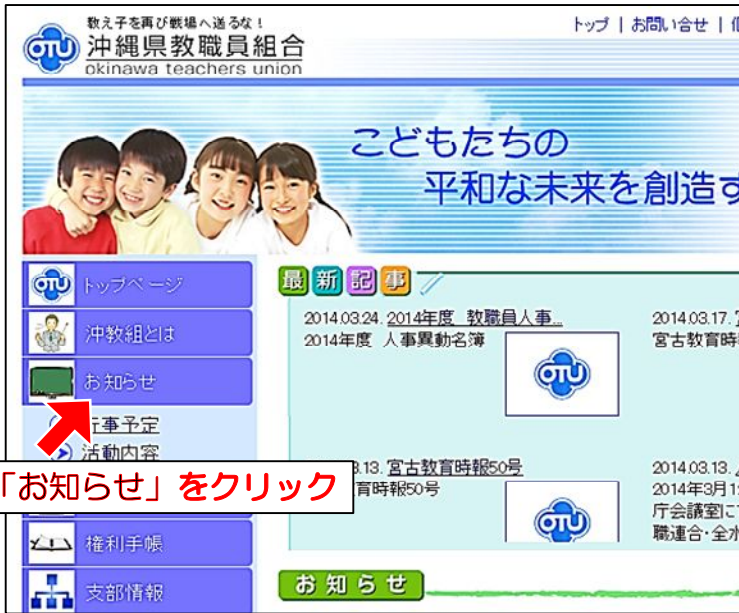 教え子を再び戦場へ送るな!
OTU 沖縄県教職員組合
okinawa teachers union
トップ | お問い合せ |
こどもたちの
平和な未来を創造す
OTU トップページ
沖教組とは
お知らせ
行事予定
活動内容
「お知らせ」をクリック
権利手帳
支部情報
最新記事
2014.03.24. 2014年度 教職員人事...
2014年度 人事異動名簿
OTU
2014.03.17.
宮古教育時
3.13. 宮古教育時報50号
育時報50号
OTU
2014.03.13.
2014年3月1
庁会議室に
職連合・全水
お知らせ